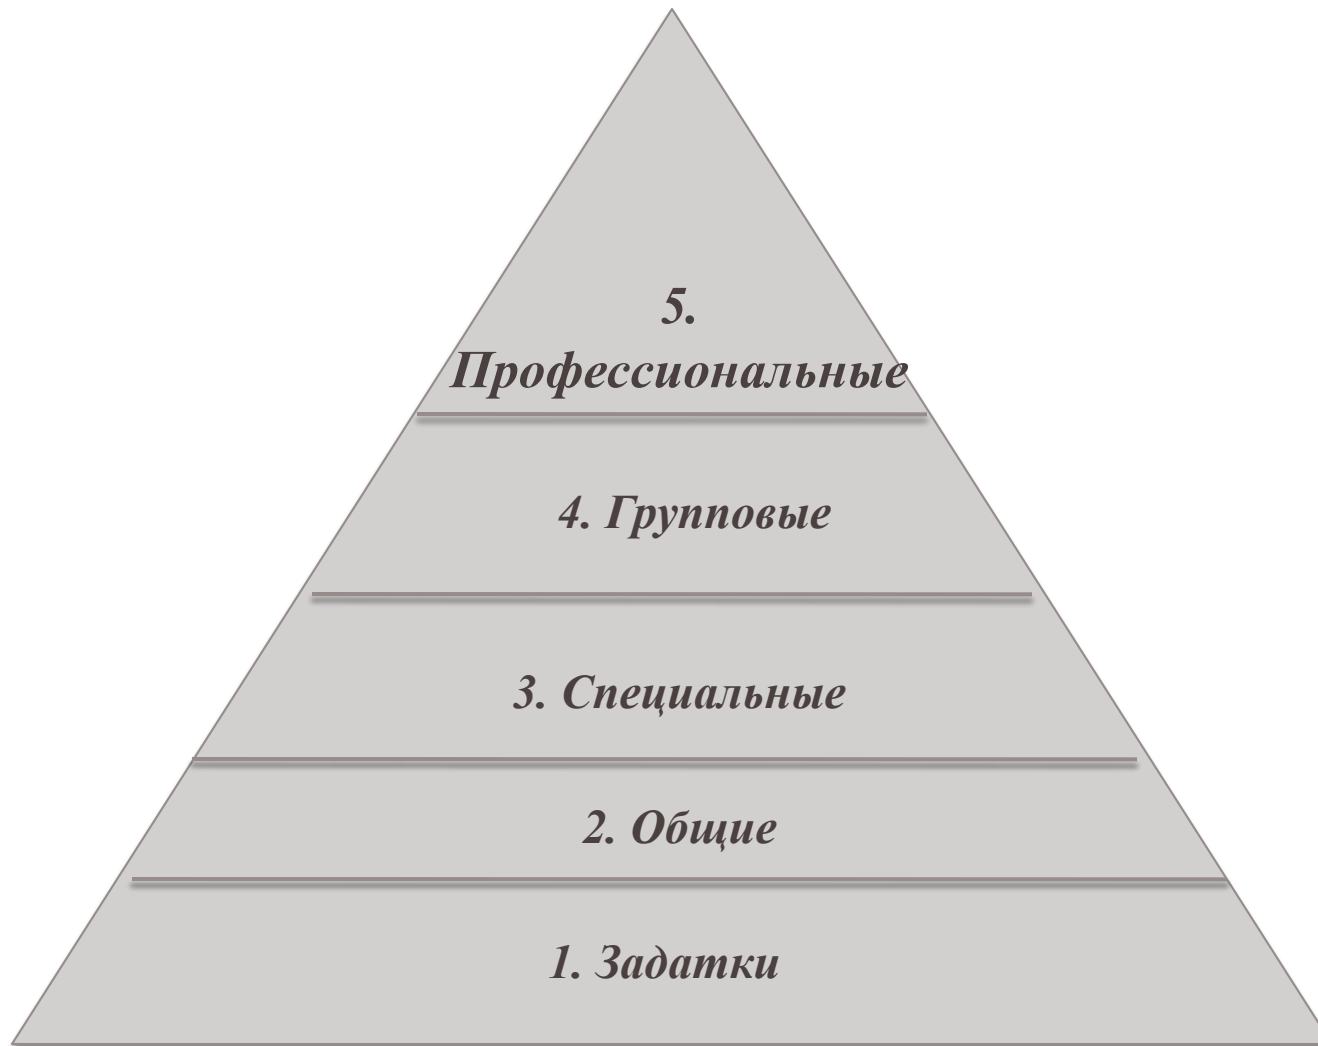 5.
Профессиональные
4. Групповые
3. Специальные
2. Общие
1. Задатки